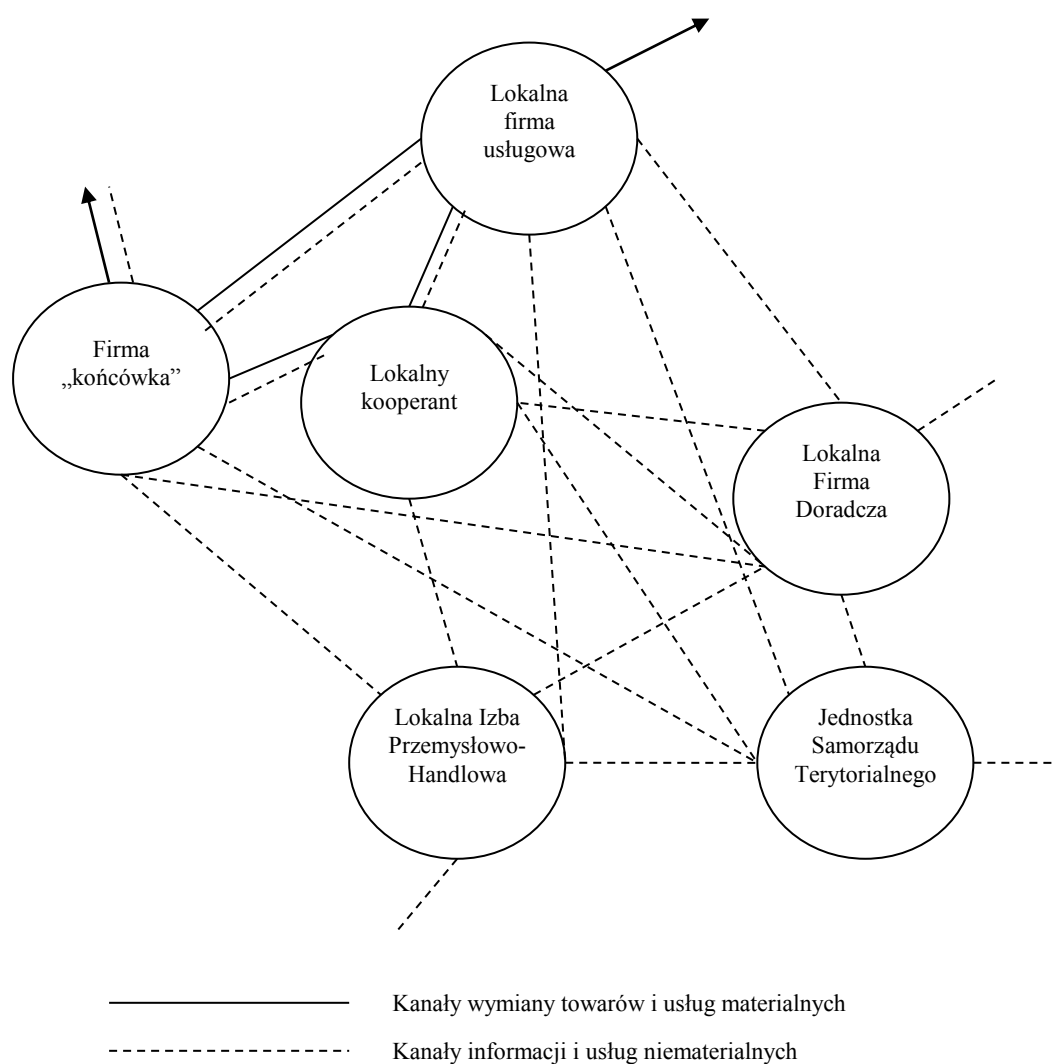 Lokalna
firma
usługowa
Firma
„końcówka”
Lokalny
kooperant
Lokalna
Firma
Doradcza
Lokalna Izba
Przemysłowo-
Handlowa
Jednostka
Samorządu
Terytorialnego
Kanały wymiany towarów i usług materialnych
Kanały informacji i usług niematerialnych